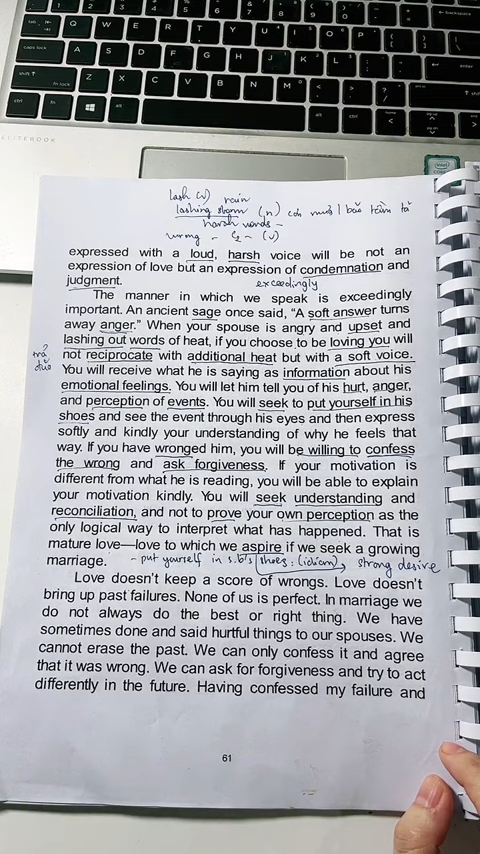 lash (v) rain
lashing storm (n) cơn mưa / bão tầm tã
harsh words -
wrong - (v)
expressed with a loud, harsh voice will be not an
expression of love but an expression of condemnation and
judgment.
exceedingly
The manner in which we speak is exceedingly
important. An ancient sage once said, “A soft answer turns
away anger.” When your spouse is angry and upset and
lashing out words of heat, if you choose to be loving you will
trả
đũa
not reciprocate with additional heat but with a soft voice.
You will receive what he is saying as information about his
emotional feelings. You will let him tell you of his hurt, anger,
and perception of events. You will seek to put yourself in his
shoes and see the event through his eyes and then express
softly and kindly your understanding of why he feels that
way. If you have wronged him, you will be willing to confess
the wrong and ask forgiveness. If your motivation is
different from what he is reading, you will be able to explain
your motivation kindly. You will seek understanding and
reconciliation, and not to prove your own perception as the
only logical way to interpret what has happened. That is
mature love—love to which we aspire if we seek a growing
marriage.
- put yourself in s.b's shoes: (idiom)
strong desire
Love doesn’t keep a score of wrongs. Love doesn’t
bring up past failures. None of us is perfect. In marriage we
do not always do the best or right thing. We have
sometimes done and said hurtful things to our spouses. We
cannot erase the past. We can only confess it and agree
that it was wrong. We can ask for forgiveness and try to act
differently in the future. Having confessed my failure and
61